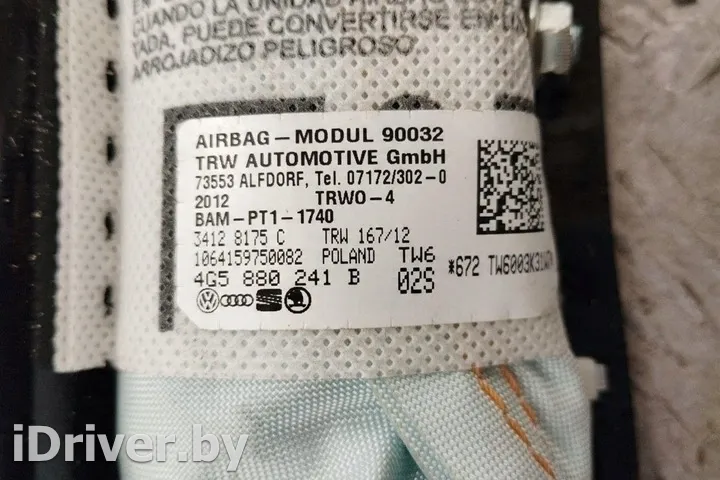 CUANDO LA UNIDAD
TADA, PUEDE CONVERTIRSE EN UN
ARROJADIZO PELIGROSO.
AIRBAG – MODUL 90032
TRW AUTOMOTIVE GmbH
73553 ALFDORF, Tel. 07172/302-0
2012 TRWO-4
BAM-PT1-1740
3412 8175 C TRW 167/12
1064159750082 POLAND TW6
4G5 880 241 B 02S
*672
iDriver.by